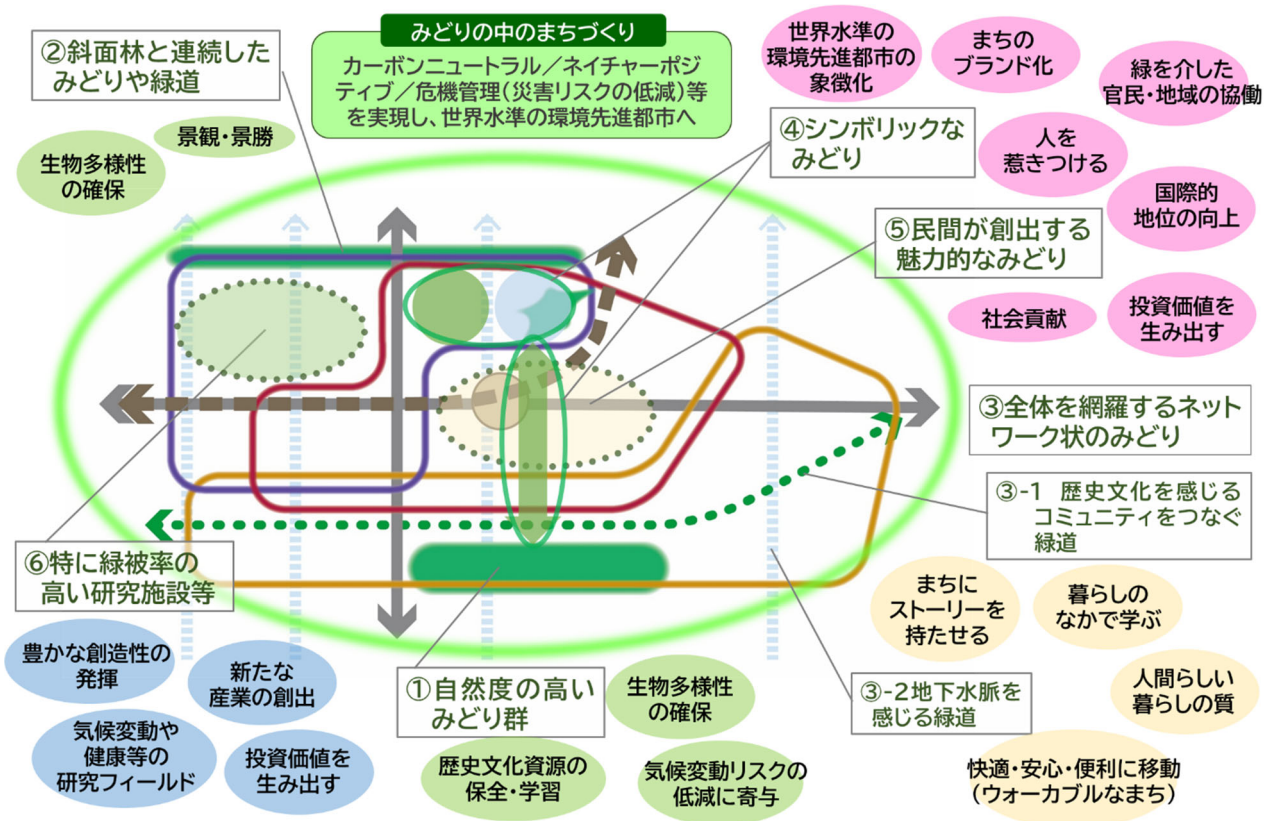 みどりの中のまちづくり
カーボンニュートラル／ネイチャーポジ
ティブ／危機管理(災害リスクの低減)等
を実現し、世界水準の環境先進都市へ
②斜面林と連続した
みどりや緑道
景観・景勝
生物多様性
の確保
世界水準の
環境先進都市の
象徴化
まちの
ブランド化
緑を介した
官民・地域の協働
④シンボリックな
みどり
人を
惹きつける
国際的
地位の向上
⑤民間が創出する
魅力的なみどり
社会貢献
投資価値を
生み出す
③全体を網羅するネット
ワーク状のみどり
③-1 歴史文化を感じる
コミュニティをつなぐ
緑道
⑥特に緑被率の
高い研究施設等
まちに
ストーリーを
持たせる
暮らしの
なかで学ぶ
人間らしい
暮らしの質
快適・安心・便利に移動
(ウォーカブルなまち)
③-2地下水脈を
感じる緑道
豊かな創造性の
発揮
新たな
産業の創出
気候変動や
健康等の
研究フィールド
投資価値を
生み出す
①自然度の高い
みどり群
生物多様性
の確保
歴史文化資源の
保全・学習
気候変動リスクの
低減に寄与